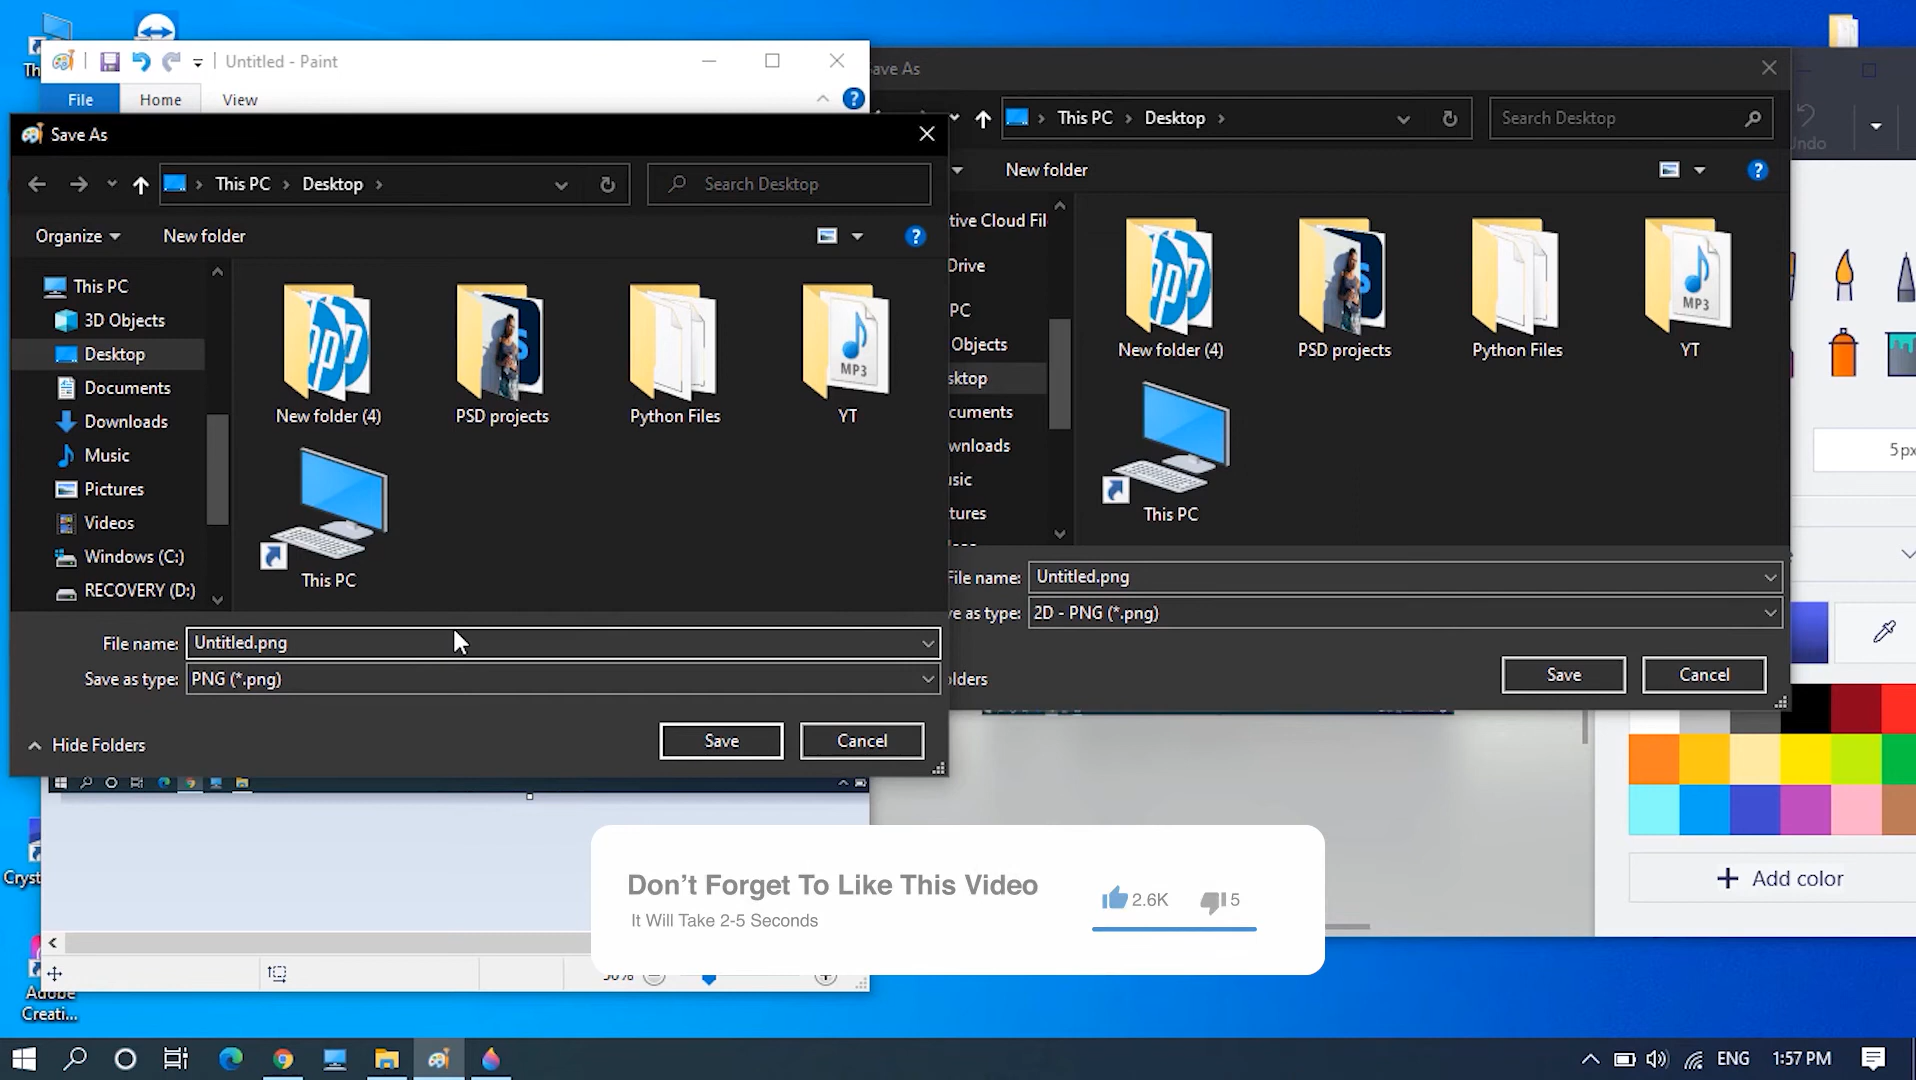 Th
Untitled - Paint
File
Home
View
Save As
This PC
Desktop
Search Desktop
Organize
New folder
This PC
3D Objects
Desktop
Documents
Downloads
Music
Pictures
Videos
Windows (C:)
RECOVERY (D:)
New folder (4)
PSD projects
Python Files
MP3
YT
This PC
File name:
Untitled.png
Save as type:
PNG (*.png)
Hide Folders
Save
Cancel
ave As
This PC
Desktop
Search Desktop
New folder
tive Cloud Fil
Drive
PC
Objects
sktop
cuments
wnloads
sic
tures
New folder (4)
PSD projects
Python Files
MP3
YT
This PC
File name:
Untitled.png
ve as type:
2D - PNG (*.png)
olders
Save
Cancel
Undo
5px
Add color
Don't Forget To Like This Video
It Will Take 2-5 Seconds
2.6K
5
Cryst
Adobe
Creati...
ENG
1:57 PM